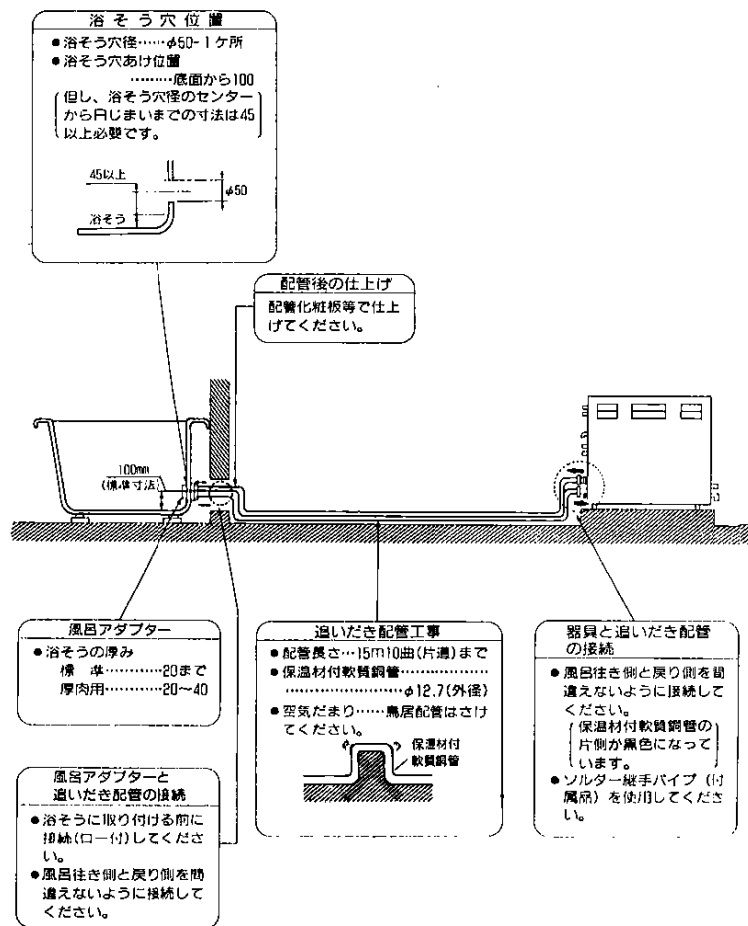 浴そう穴位置
●浴そう穴径……φ50-1ケ所
●浴そう穴あけ位置
………底面から100
但し、浴そう穴径のセンター
から円じまいまでの寸法は45
以上必要です。
45以上
φ50
浴そう
配管後の仕上げ
配管化粧板等で仕上
げてください。
100mm
(標準寸法)
風呂アダプター
●浴そうの厚み
標 準…………20まで
厚肉用…………20〜40
追いだき配管工事
●配管長さ…15m10曲(片道)まで
●保温材付軟質銅管…………
…………………φ12.7(外径)
●空気だまり……鳥居配管はさけ
てください。
保温材付
軟質銅管
器具と追いだき配管
の接続
●風呂往き側と戻り側を間
違えないように接続して
ください。
保温材付軟質銅管の
片側が黒色になって
います。
●ソルダー継手パイプ(付
属品)を使用してくださ
い。
風呂アダプターと
追いだき配管の接続
●浴そうに取り付ける前に
接続(ロー付)してくださ
い。
●風呂往き側と戻り側を間
違えないように接続して
ください。